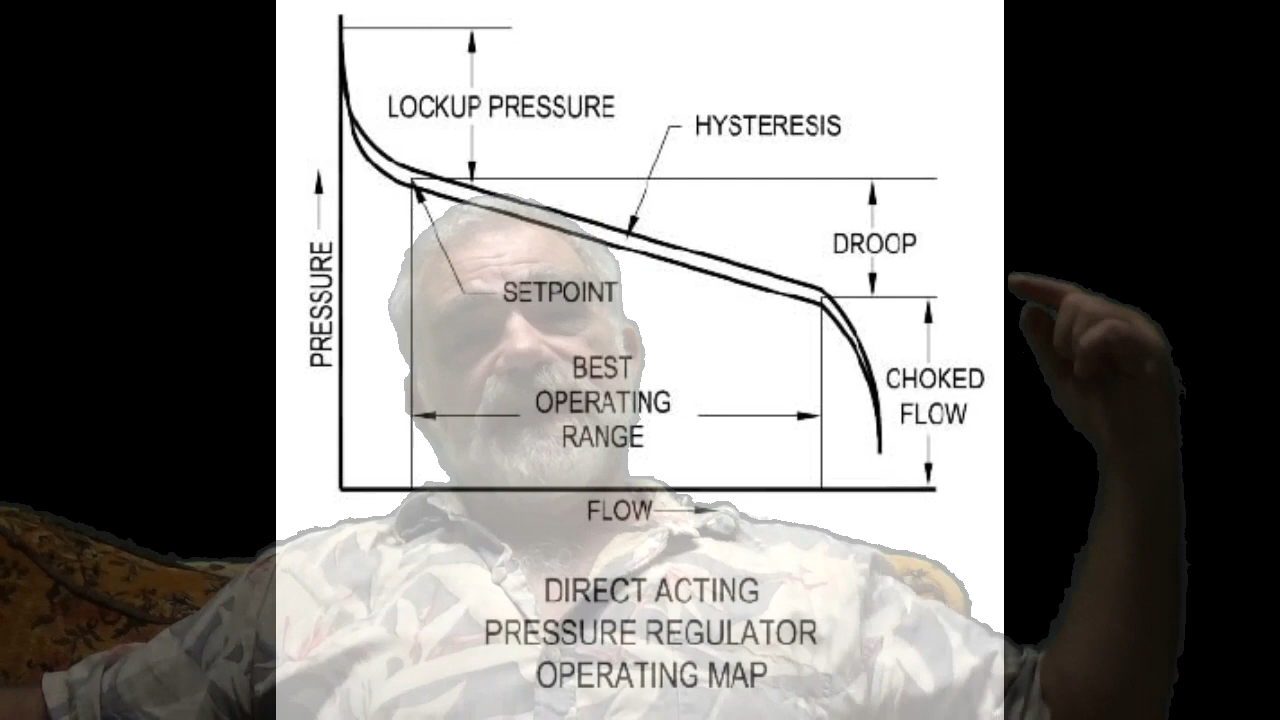 LOCKUP PRESSURE
HYSTERESIS
DROOP
PRESSURE
SETPOINT
BEST
OPERATING
RANGE
CHOKED
FLOW
FLOW
DIRECT ACTING
PRESSURE REGULATOR
OPERATING MAP